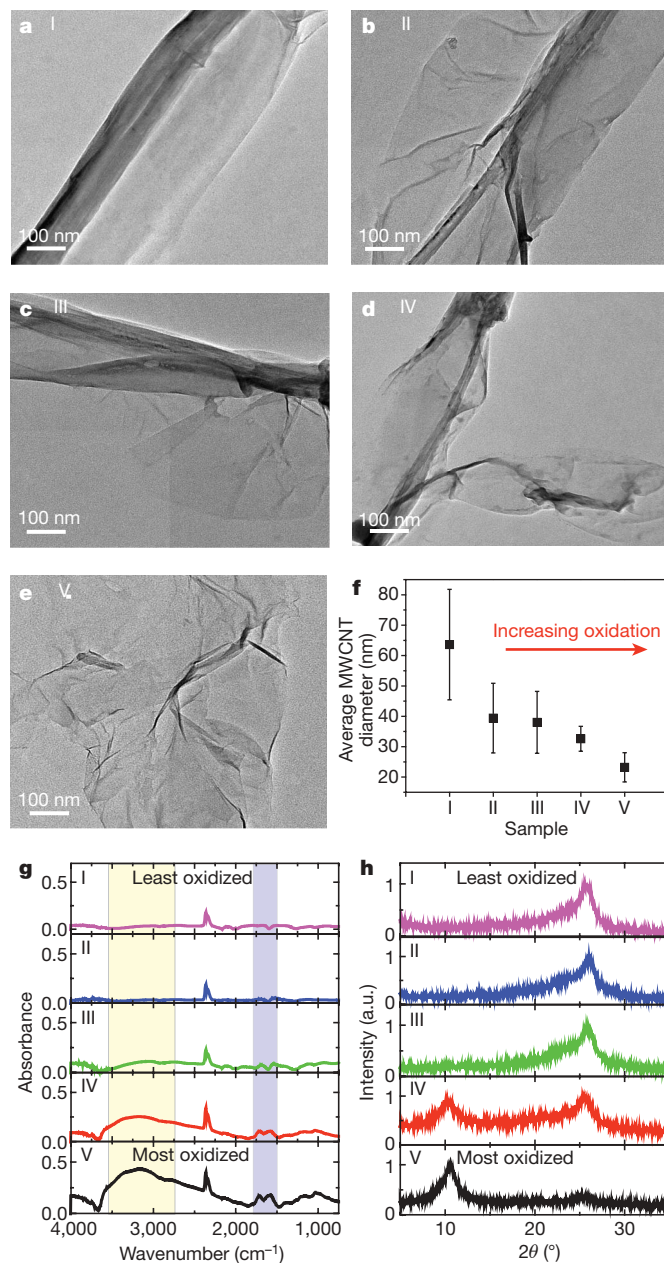 a I
100 nm
b II
100 nm
c III
100 nm
d IV
100 nm
e V
100 nm
f
80
70
60
50
40
30
20
Average MWCNT
diameter (nm)
Increasing oxidation
I II III IV V
Sample
g
I Least oxidized
0.5
0.0
II
0.5
0.0
III
0.5
0.0
IV
0.5
0.0
V Most oxidized
0.5
0.0
Absorbance
4,000 3,000 2,000 1,000
Wavenumber (cm⁻¹)
h
I Least oxidized
1
0
II
1
0
III
1
0
IV
1
0
V Most oxidized
1
0
Intensity (a.u.)
10 20 30
2θ (°)